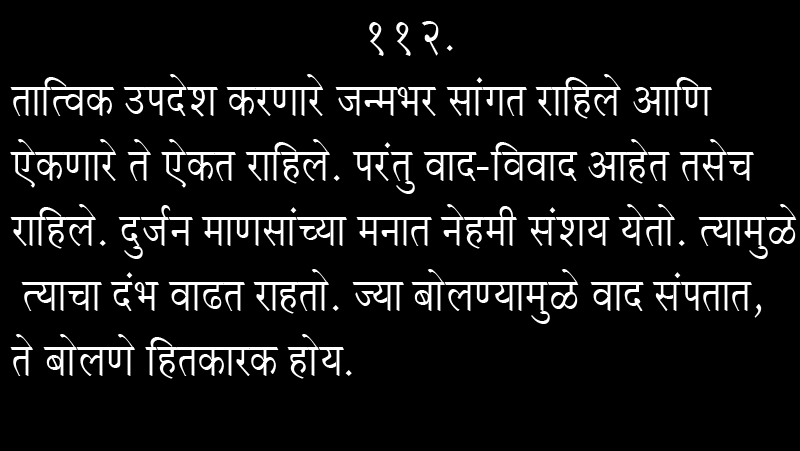 ११२.
तात्विक उपदेश करणारे जन्मभर सांगत राहिले आणि
ऐकणारे ते ऐकत राहिले. परंतु वाद-विवाद आहेत तसेच
राहिले. दुर्जन माणसांच्या मनात नेहमी संशय येतो. त्यामुळे
त्याचा दंभ वाढत राहतो. ज्या बोलण्यामुळे वाद संपतात,
ते बोलणे हितकारक होय.